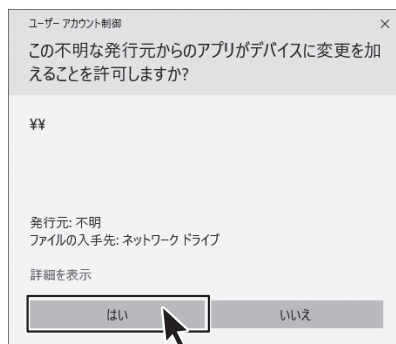 ユーザー アカウント制御
×
この不明な発行元からのアプリがデバイスに変更を加
えることを許可しますか?
¥¥
発行元: 不明
ファイルの入手先: ネットワーク ドライブ
詳細を表示
はい
いいえ